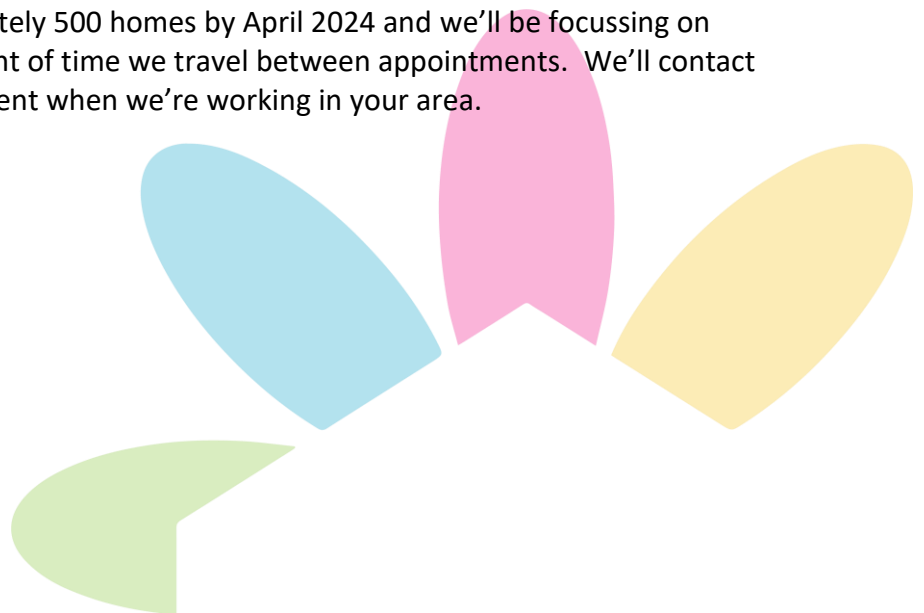 tely 500 homes by April 2024 and we'll be focussing on
nt of time we travel between appointments.  We'll contact
ent when we're working in your area.